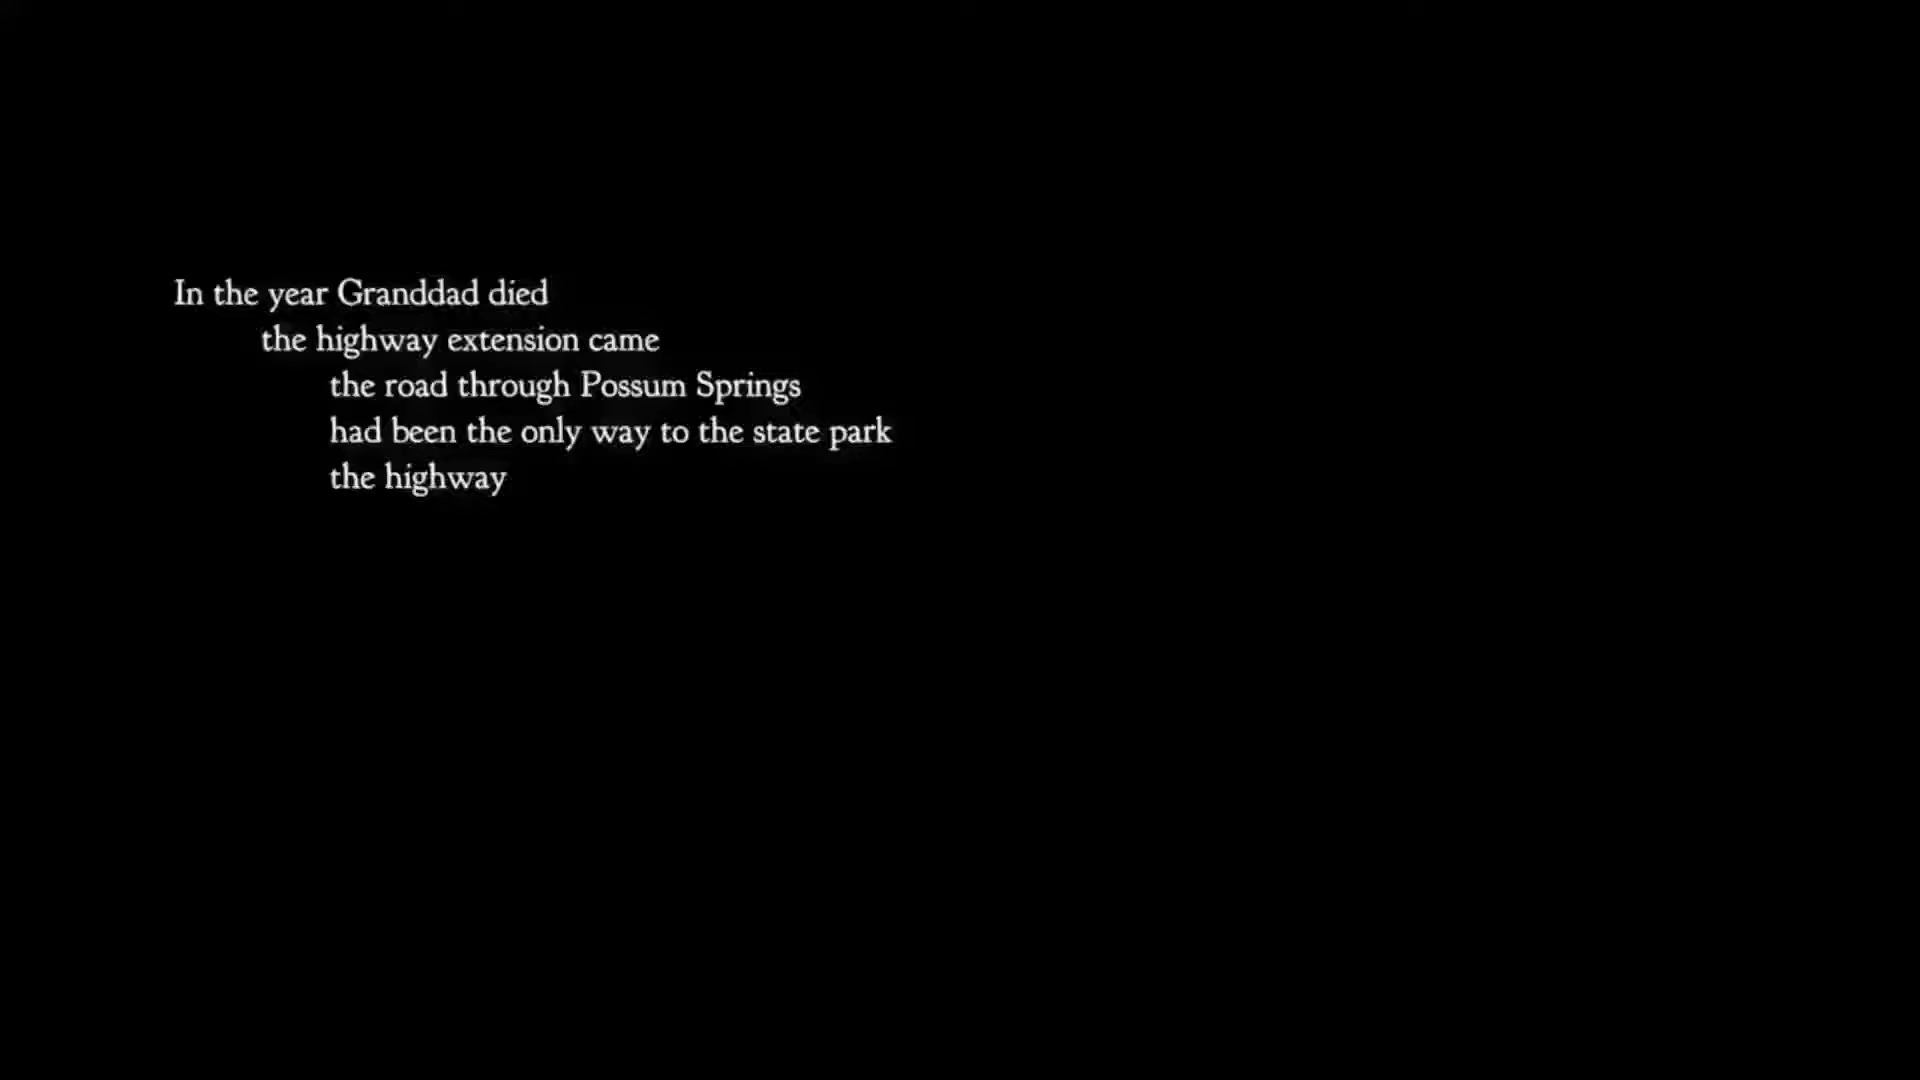 In the year Granddad died
the highway extension came
the road through Possum Springs
had been the only way to the state park
the highway